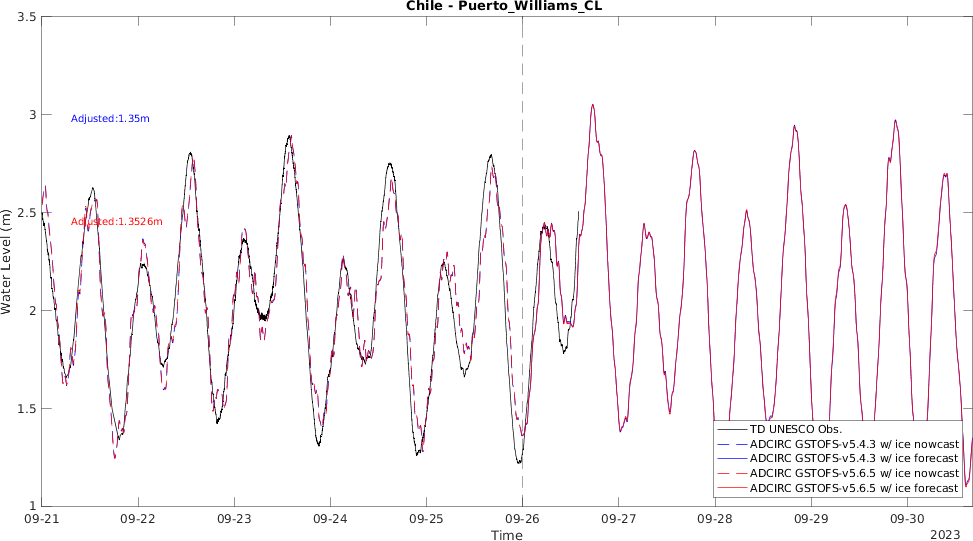 Chile - Puerto_Williams_CL
3.5
3
2.5
2
1.5
1
Water Level (m)
Adjusted:1.35m
Adjusted:1.3526m
TD UNESCO Obs.
ADCIRC GSTOFS-v5.4.3 w/ ice nowcast
ADCIRC GSTOFS-v5.4.3 w/ ice forecast
ADCIRC GSTOFS-v5.6.5 w/ ice nowcast
ADCIRC GSTOFS-v5.6.5 w/ ice forecast
09-21 09-22 09-23 09-24 09-25 09-26 09-27 09-28 09-29 09-30
Time
2023